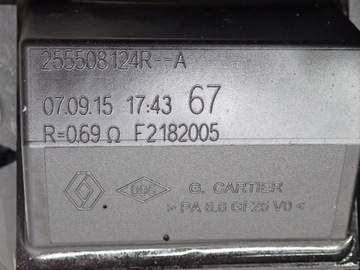 255508124R--A
07.09.15 17:43 67
R=0.69 Ω F2182005
G. CARTIER
> PA 6.6 GF25 V0 <